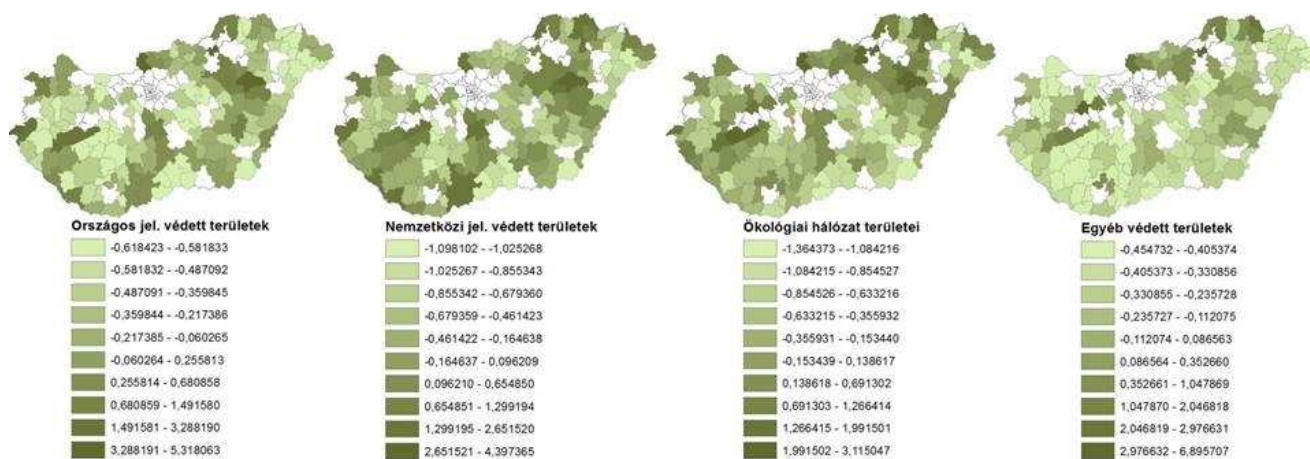 Országos jel. védett területek
-0,618423 - -0,581833
-0,581832 - -0,487092
-0,487091 - -0,359845
-0,359844 - -0,217386
-0,217385 - -0,060265
-0,060264 - 0,255813
0,255814 - 0,680858
0,680859 - 1,491580
1,491581 - 3,288190
3,288191 - 5,318063
Nemzetközi jel. védett területek
-1,098102 - -1,025268
-1,025267 - -0,855343
-0,855342 - -0,679360
-0,679359 - -0,461423
-0,461422 - -0,164638
-0,164637 - 0,096209
0,096210 - 0,654850
0,654851 - 1,299194
1,299195 - 2,651520
2,651521 - 4,397365
Ökológiai hálózat területei
-1,364373 - -1,084216
-1,084215 - -0,854527
-0,854526 - -0,633216
-0,633215 - -0,355932
-0,355931 - -0,153440
-0,153439 - 0,138617
0,138618 - 0,691302
0,691303 - 1,266414
1,266415 - 1,991501
1,991502 - 3,115047
Egyéb védett területek
-0,454732 - -0,405374
-0,405373 - -0,330856
-0,330855 - -0,235728
-0,235727 - -0,112075
-0,112074 - 0,086563
0,086564 - 0,352660
0,352661 - 1,047869
1,047870 - 2,046818
2,046819 - 2,976631
2,976632 - 6,895707